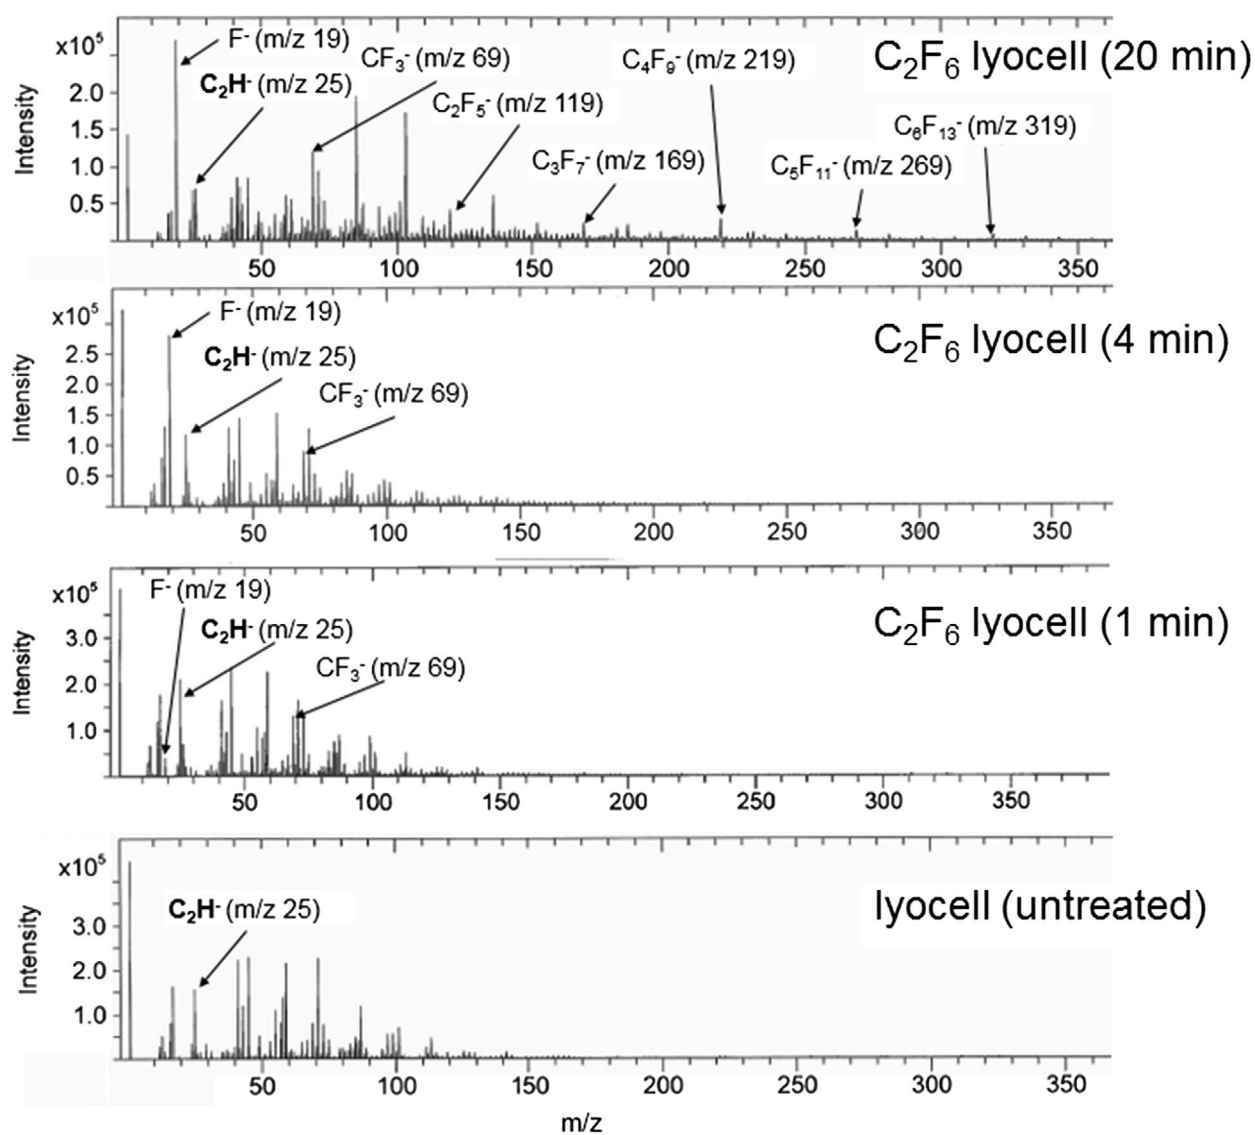 x10⁵
F⁻ (m/z 19)
C₂H⁻ (m/z 25)
CF₃⁻ (m/z 69)
C₂F₅⁻ (m/z 119)
C₃F₇⁻ (m/z 169)
C₄F₉⁻ (m/z 219)
C₅F₁₁⁻ (m/z 269)
C₆F₁₃⁻ (m/z 319)
C₂F₆ lyocell (20 min)
Intensity
2.0
1.5
1.0
0.5
50 100 150 200 250 300 350
x10⁵
F⁻ (m/z 19)
C₂H⁻ (m/z 25)
CF₃⁻ (m/z 69)
C₂F₆ lyocell (4 min)
Intensity
2.5
2.0
1.5
1.0
0.5
50 100 150 200 250 300 350
x10⁵
F⁻ (m/z 19)
C₂H⁻ (m/z 25)
CF₃⁻ (m/z 69)
C₂F₆ lyocell (1 min)
Intensity
3.0
2.0
1.0
50 100 150 200 250 300 350
x10⁵
C₂H⁻ (m/z 25)
lyocell (untreated)
Intensity
3.0
2.0
1.0
50 100 150 200 250 300 350
m/z